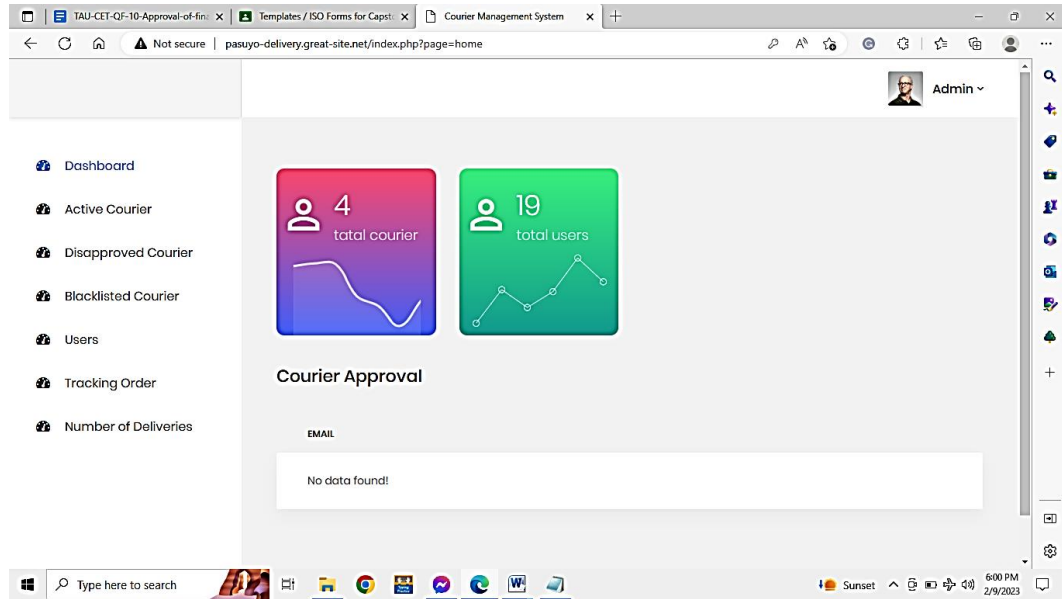 TAU-CET-QF-10-Approval-of-fin
Templates / ISO Forms for Capst
Courier Management System
Not secure
pasuyo-delivery.great-site.net/index.php?page=home
Admin
Dashboard
Active Courier
Disapproved Courier
Blacklisted Courier
Users
Tracking Order
Number of Deliveries
4
tatal courier
19
total users
Courier Approval
EMAIL
No data found!
Type here to search
Sunset
6:00 PM
2/9/2023